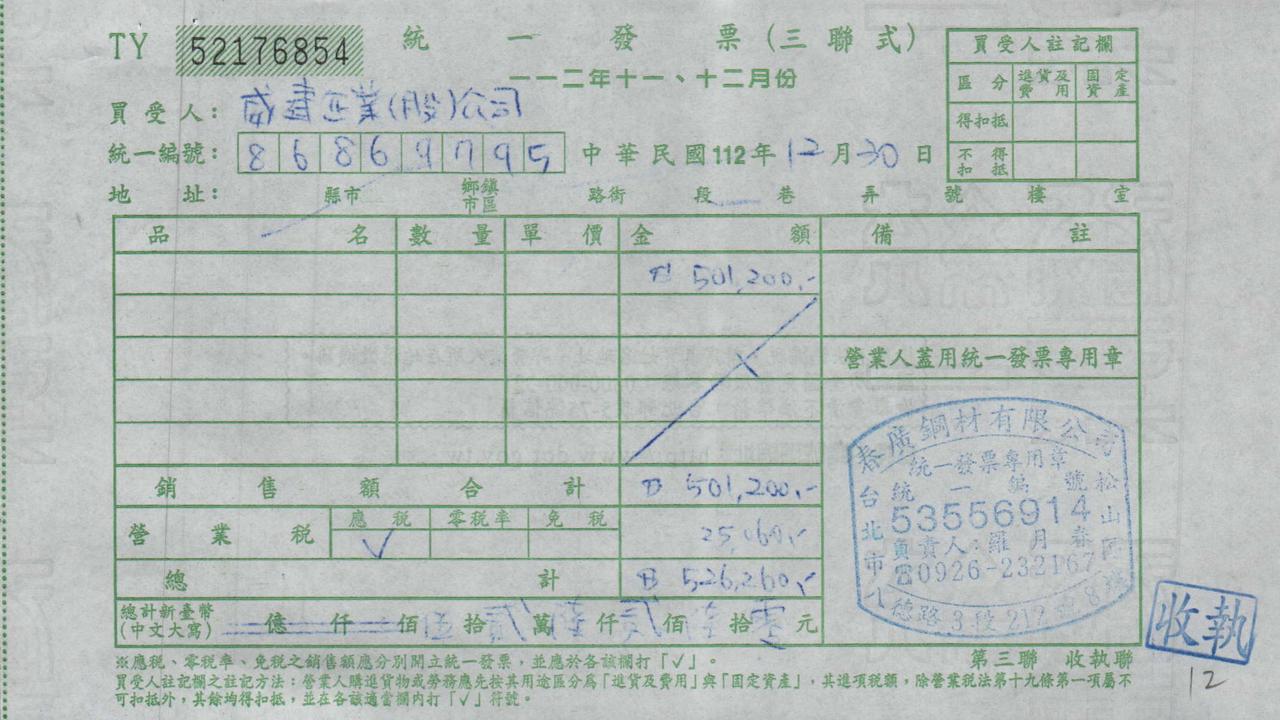 TY 52176854 統一發票(三聯式)
一一二年十一、十二月份
買受人註記欄
區分 進貨及費用 固定資產
得扣抵
不得扣抵
買受人: 威書企業(股)公司
統一編號: 8 6 8 6 9 7 9 5 中華民國112年12月30日
地址: 縣市 鄉鎮市區 路街 段 巷 弄 號 樓 室
品名 數量 單價 金額 備註
501,200.-
營業人蓋用統一發票專用章
春廣鋼材有限公司
統一發票專用章
統一編號
53556914
負責人:羅月春
☎0926-232167
台北市
松山區
八德路3段212
銷售額合計 501,200.-
營業稅 應稅 零稅率 免稅 25,060.-
√
總計 526,260.-
總計新臺幣(中文大寫) 億 仟 佰 伍 拾 貳 萬 陸 仟 貳 佰 陸 拾 零 元
※應稅、零稅率、免稅之銷售額應分別開立統一發票,並應於各該欄打「√」。
第三聯 收執聯
買受人註記欄之註記方法:營業人購進貨物或勞務應先按其用途區分為「進貨及費用」與「固定資產」,其進項稅額,除營業稅法第十九條第一項屬不
可扣抵外,其餘均得扣抵,並在各該適當欄內打「√」符號。
收執
12